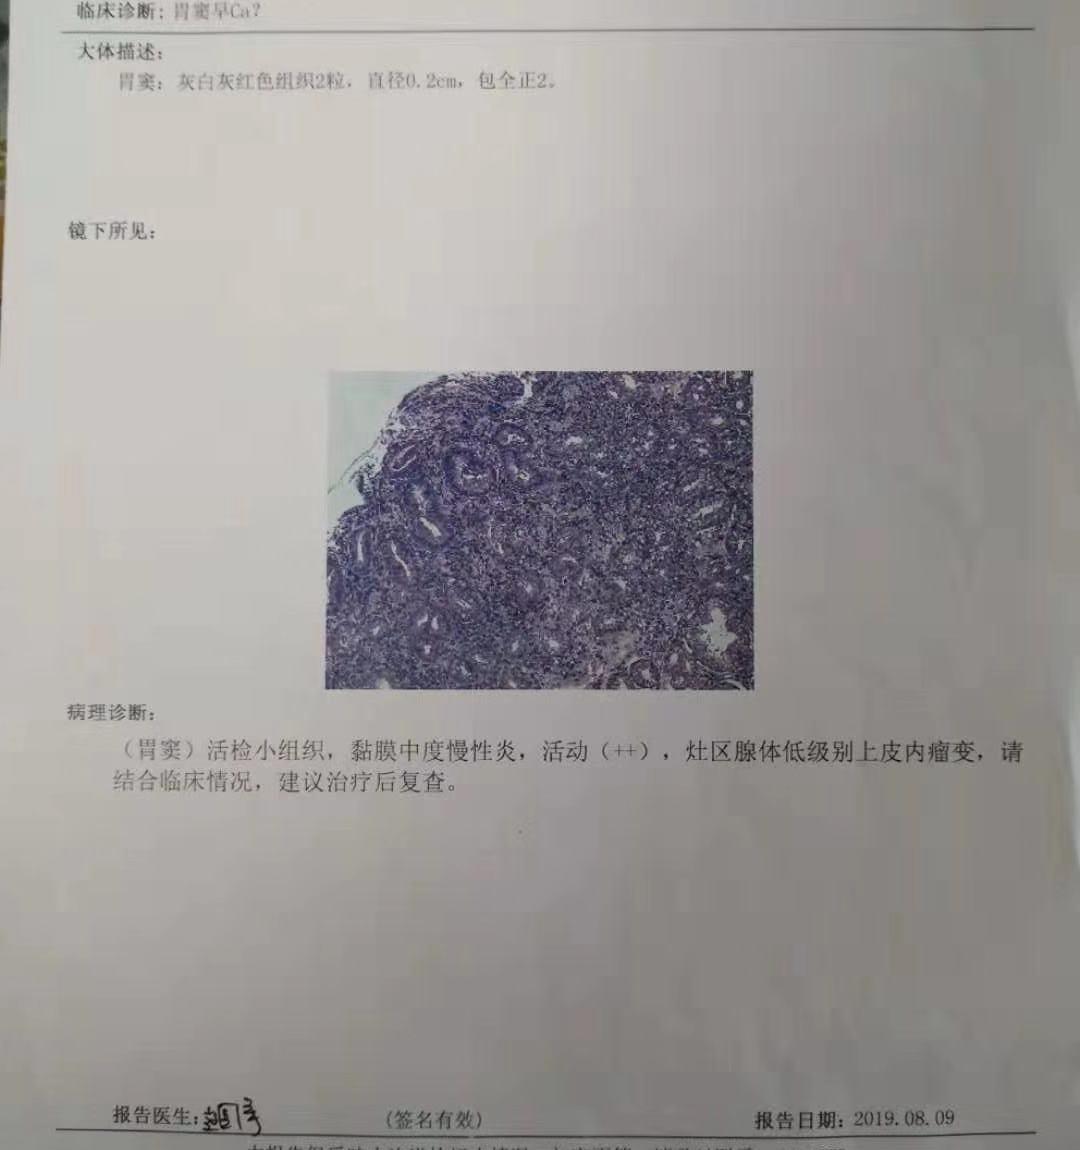 临床诊断: 胃窦早Ca?
大体描述:
胃窦: 灰白灰红色组织2粒, 直径0.2cm, 包全正2。
镜下所见:
病理诊断:
(胃窦)活检小组织, 黏膜中度慢性炎, 活动(++), 灶区腺体低级别上皮内瘤变, 请
结合临床情况, 建议治疗后复查。
报告医生: (签名有效) 报告日期: 2019.08.09